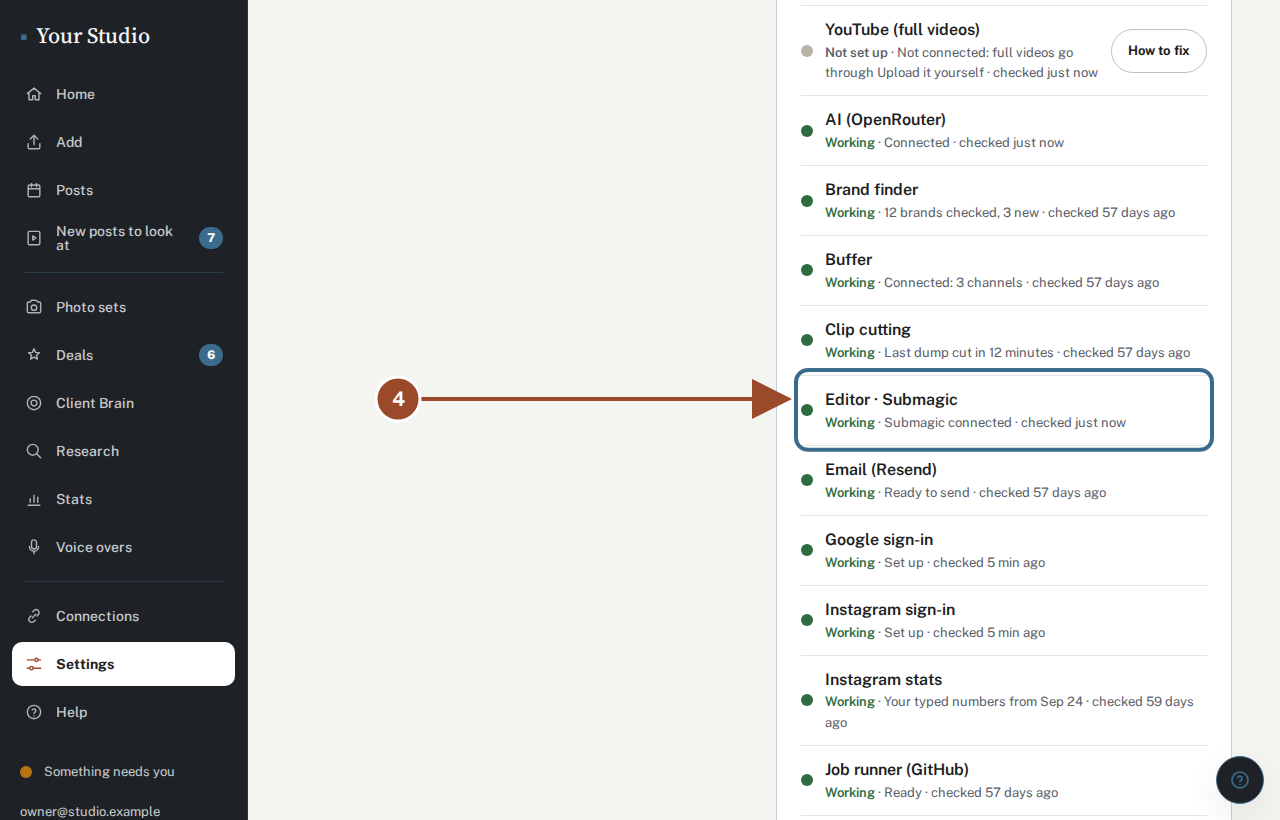 Your Studio
Home
Add
Posts
New posts to look
at
7
Photo sets
Deals
6
Client Brain
Research
Stats
Voice overs
Connections
Settings
Help
Something needs you
owner@studio.example
4
YouTube (full videos)
Not set up · Not connected: full videos go
through Upload it yourself · checked just now
How to fix
AI (OpenRouter)
Working · Connected · checked just now
Brand finder
Working · 12 brands checked, 3 new · checked 57 days ago
Buffer
Working · Connected: 3 channels · checked 57 days ago
Clip cutting
Working · Last dump cut in 12 minutes · checked 57 days ago
Editor · Submagic
Working · Submagic connected · checked just now
Email (Resend)
Working · Ready to send · checked 57 days ago
Google sign-in
Working · Set up · checked 5 min ago
Instagram sign-in
Working · Set up · checked 5 min ago
Instagram stats
Working · Your typed numbers from Sep 24 · checked 59 days
ago
Job runner (GitHub)
Working · Ready · checked 57 days ago